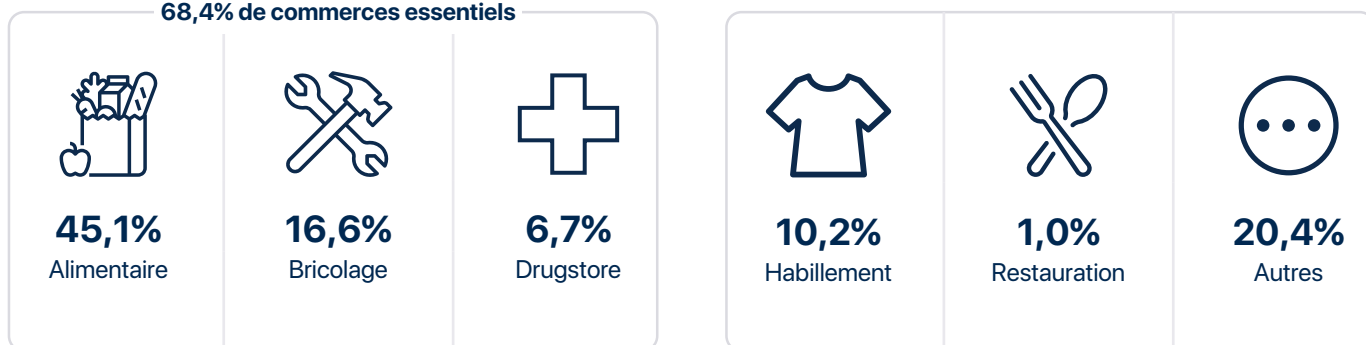 68,4% de commerces essentiels
45,1%
Alimentaire
16,6%
Bricolage
6,7%
Drugstore
10,2%
Habillement
1,0%
Restauration
20,4%
Autres